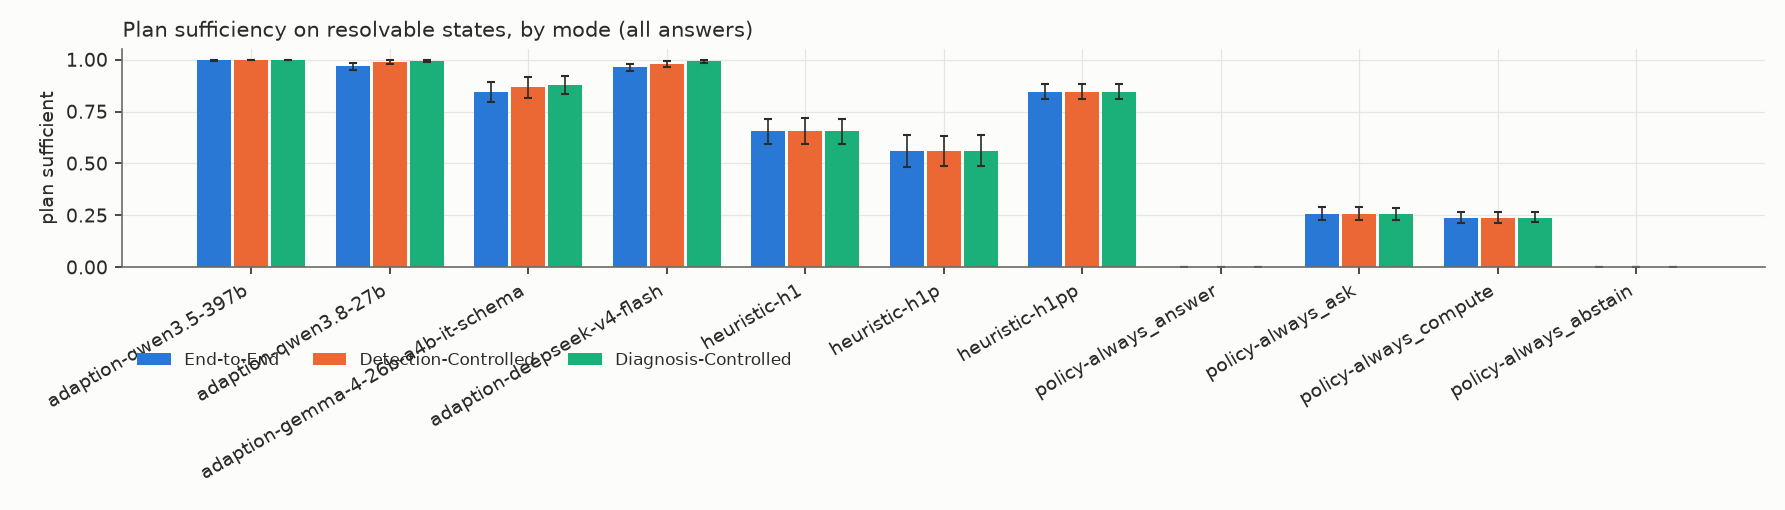 Plan sufficiency on resolvable states, by mode (all answers)
plan sufficient
1.00
0.75
0.50
0.25
0.00
adaption-qwen3.5-397b
adaption-qwen3.8-27b
adaption-gemma-4-26b-a4b-it-schema
adaption-deepseek-v4-flash
heuristic-h1
heuristic-h1p
heuristic-h1pp
policy-always_answer
policy-always_ask
policy-always_compute
policy-always_abstain
End-to-End
Detection-Controlled
Diagnosis-Controlled